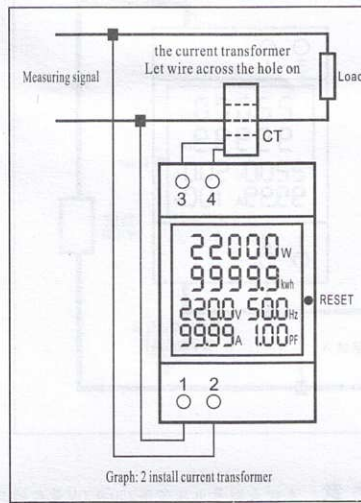 the current transformer
Let wire across the hole on
Measuring signal
Load
CT
3 4
22000W
9999.9kwh
220.0V 50.0Hz
99.99A 1.00PF
RESET
1 2
Graph: 2 install current transformer